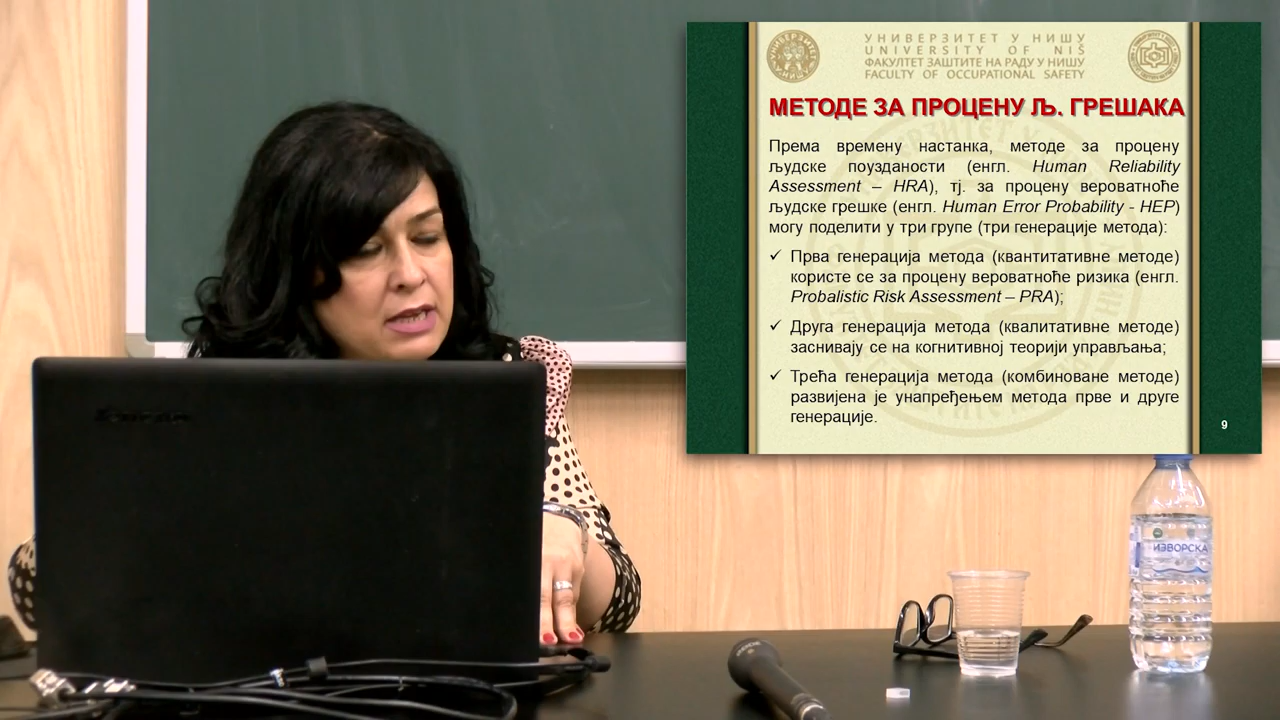 УНИВЕРЗИТЕТ У НИШУ
UNIVERSITY OF NIŠ
ФАКУЛТЕТ ЗАШТИТЕ НА РАДУ У НИШУ
FACULTY OF OCCUPATIONAL SAFETY
МЕТОДЕ ЗА ПРОЦЕНУ Љ. ГРЕШАКА
Према времену настанка, методе за процену
људске поузданости (енгл. Human Reliability
Assessment – HRA), тј. за процену вероватноће
људске грешке (енгл. Human Error Probability - HEP)
могу поделити у три групе (три генерације метода):
✓ Прва генерација метода (квантитативне методе)
користе се за процену вероватноће ризика (енгл.
Probalistic Risk Assessment – PRA);
✓ Друга генерација метода (квалитативне методе)
заснивају се на когнитивној теорији управљања;
✓ Трећа генерација метода (комбиноване методе)
развијена је унапређењем метода прве и друге
генерације.
9
ИЗВОРСКА